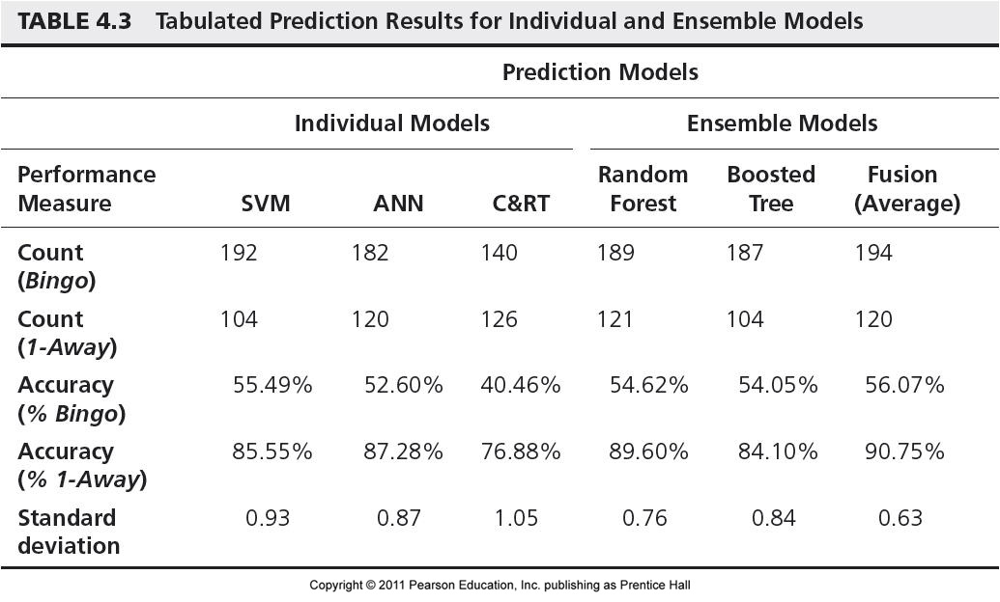 TABLE 4.3 Tabulated Prediction Results for Individual and Ensemble Models
Prediction Models
Individual Models Ensemble Models
Performance Random Boosted Fusion
Measure SVM ANN C&RT Forest Tree (Average)
Count 192 182 140 189 187 194
(Bingo)
Count 104 120 126 121 104 120
(1-Away)
Accuracy 55.49% 52.60% 40.46% 54.62% 54.05% 56.07%
(% Bingo)
Accuracy 85.55% 87.28% 76.88% 89.60% 84.10% 90.75%
(% 1-Away)
Standard 0.93 0.87 1.05 0.76 0.84 0.63
deviation
Copyright © 2011 Pearson Education, Inc. publishing as Prentice Hall